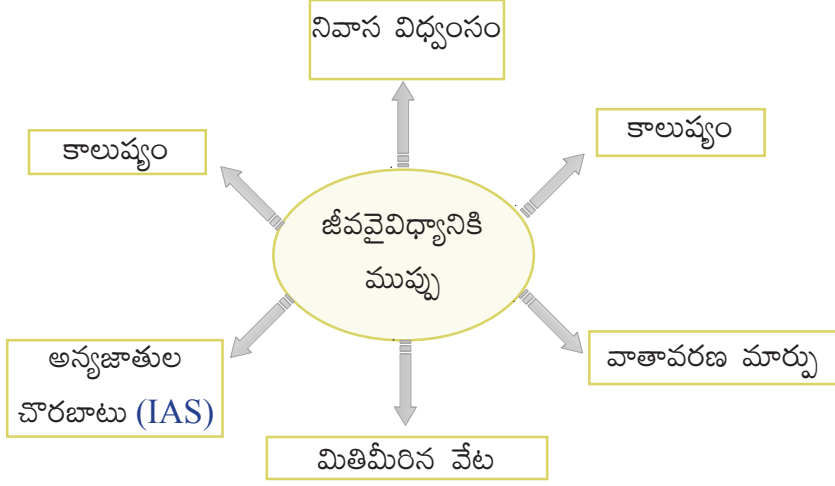 నివాస విధ్వంసం
కాలుష్యం
కాలుష్యం
జీవవైవిధ్యానికి
ముప్పు
అన్యజాతుల
చొరబాటు (IAS)
వాతావరణ మార్పు
మితిమీరిన వేట